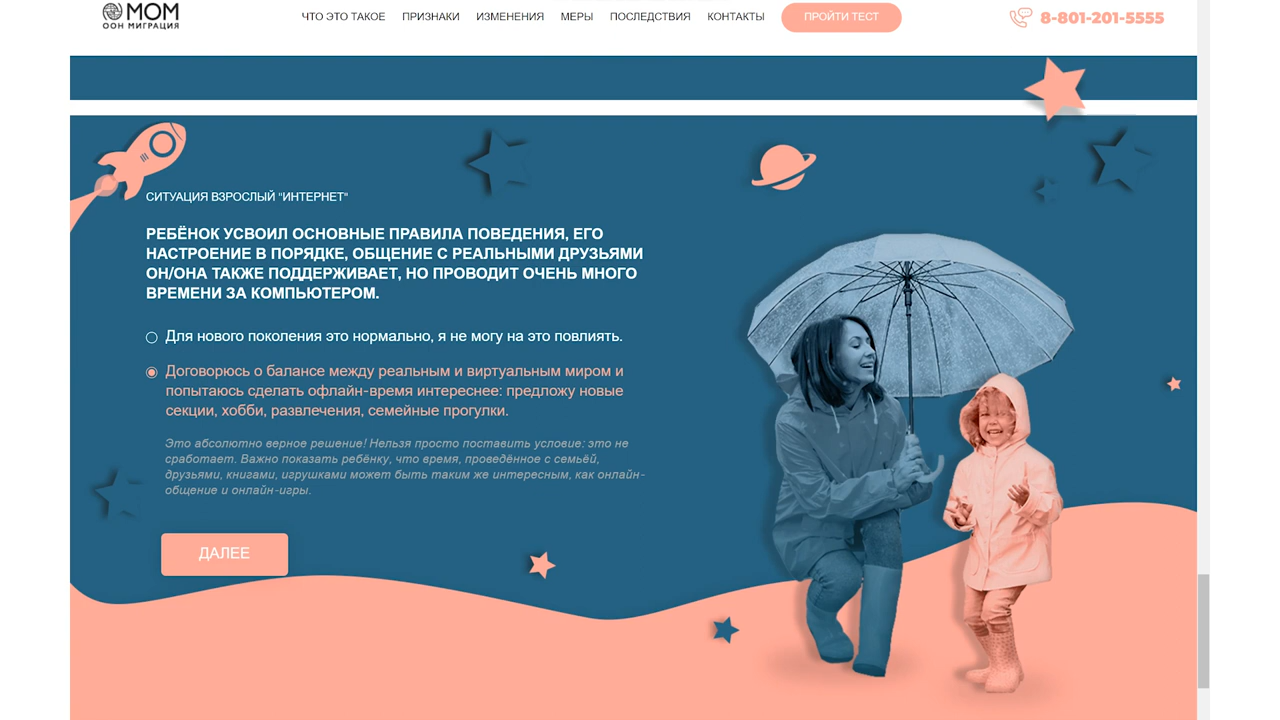 МОМ
ООН МИГРАЦИЯ
ЧТО ЭТО ТАКОЕ ПРИЗНАКИ ИЗМЕНЕНИЯ МЕРЫ ПОСЛЕДСТВИЯ КОНТАКТЫ ПРОЙТИ ТЕСТ 8-801-201-5555
СИТУАЦИЯ ВЗРОСЛЫЙ "ИНТЕРНЕТ"
РЕБЁНОК УСВОИЛ ОСНОВНЫЕ ПРАВИЛА ПОВЕДЕНИЯ, ЕГО
НАСТРОЕНИЕ В ПОРЯДКЕ, ОБЩЕНИЕ С РЕАЛЬНЫМИ ДРУЗЬЯМИ
ОН/ОНА ТАКЖЕ ПОДДЕРЖИВАЕТ, НО ПРОВОДИТ ОЧЕНЬ МНОГО
ВРЕМЕНИ ЗА КОМПЬЮТЕРОМ.
Для нового поколения это нормально, я не могу на это повлиять.
Договорюсь о балансе между реальным и виртуальным миром и
попытаюсь сделать офлайн-время интереснее: предложу новые
секции, хобби, развлечения, семейные прогулки.
Это абсолютно верное решение! Нельзя просто поставить условие: это не
сработает. Важно показать ребёнку, что время, проведённое с семьёй,
друзьями, книгами, игрушками может быть таким же интересным, как онлайн-
общение и онлайн-игры.
ДАЛЕЕ